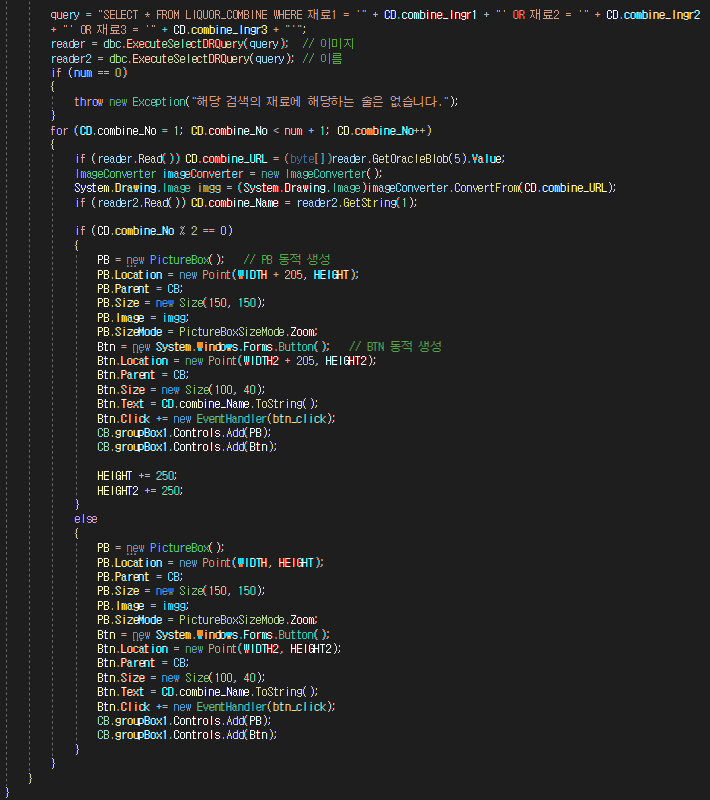 query = "SELECT * FROM LIQUOR_COMBINE WHERE 재료1 = '" + CD.combine_Ingr1 + "' OR 재료2 = '" + CD.combine_Ingr2
+ "' OR 재료3 = '" + CD.combine_Ingr3 + "'";
reader = dbc.ExecuteSelectDRQuery(query);  // 이미지
reader2 = dbc.ExecuteSelectDRQuery(query); // 이름
if (num == 0)
{
throw new Exception("해당 검색의 재료에 해당하는 술은 없습니다.");
}
for (CD.combine_No = 1; CD.combine_No < num + 1; CD.combine_No++)
{
if (reader.Read()) CD.combine_URL = (byte[])reader.GetOracleBlob(5).Value;
ImageConverter imageConverter = new ImageConverter();
System.Drawing.Image imgg = (System.Drawing.Image)imageConverter.ConvertFrom(CD.combine_URL);
if (reader2.Read()) CD.combine_Name = reader2.GetString(1);
if (CD.combine_No % 2 == 0)
{
PB = new PictureBox();   // PB 동적 생성
PB.Location = new Point(WIDTH + 205, HEIGHT);
PB.Parent = CB;
PB.Size = new Size(150, 150);
PB.Image = imgg;
PB.SizeMode = PictureBoxSizeMode.Zoom;
Btn = new System.Windows.Forms.Button();   // BTN 동적 생성
Btn.Location = new Point(WIDTH2 + 205, HEIGHT2);
Btn.Parent = CB;
Btn.Size = new Size(100, 40);
Btn.Text = CD.combine_Name.ToString();
Btn.Click += new EventHandler(btn_click);
CB.groupBox1.Controls.Add(PB);
CB.groupBox1.Controls.Add(Btn);
HEIGHT += 250;
HEIGHT2 += 250;
}
else
{
PB = new PictureBox();
PB.Location = new Point(WIDTH, HEIGHT);
PB.Parent = CB;
PB.Size = new Size(150, 150);
PB.Image = imgg;
PB.SizeMode = PictureBoxSizeMode.Zoom;
Btn = new System.Windows.Forms.Button();
Btn.Location = new Point(WIDTH2, HEIGHT2);
Btn.Parent = CB;
Btn.Size = new Size(100, 40);
Btn.Text = CD.combine_Name.ToString();
Btn.Click += new EventHandler(btn_click);
CB.groupBox1.Controls.Add(PB);
CB.groupBox1.Controls.Add(Btn);
}
}
}
}